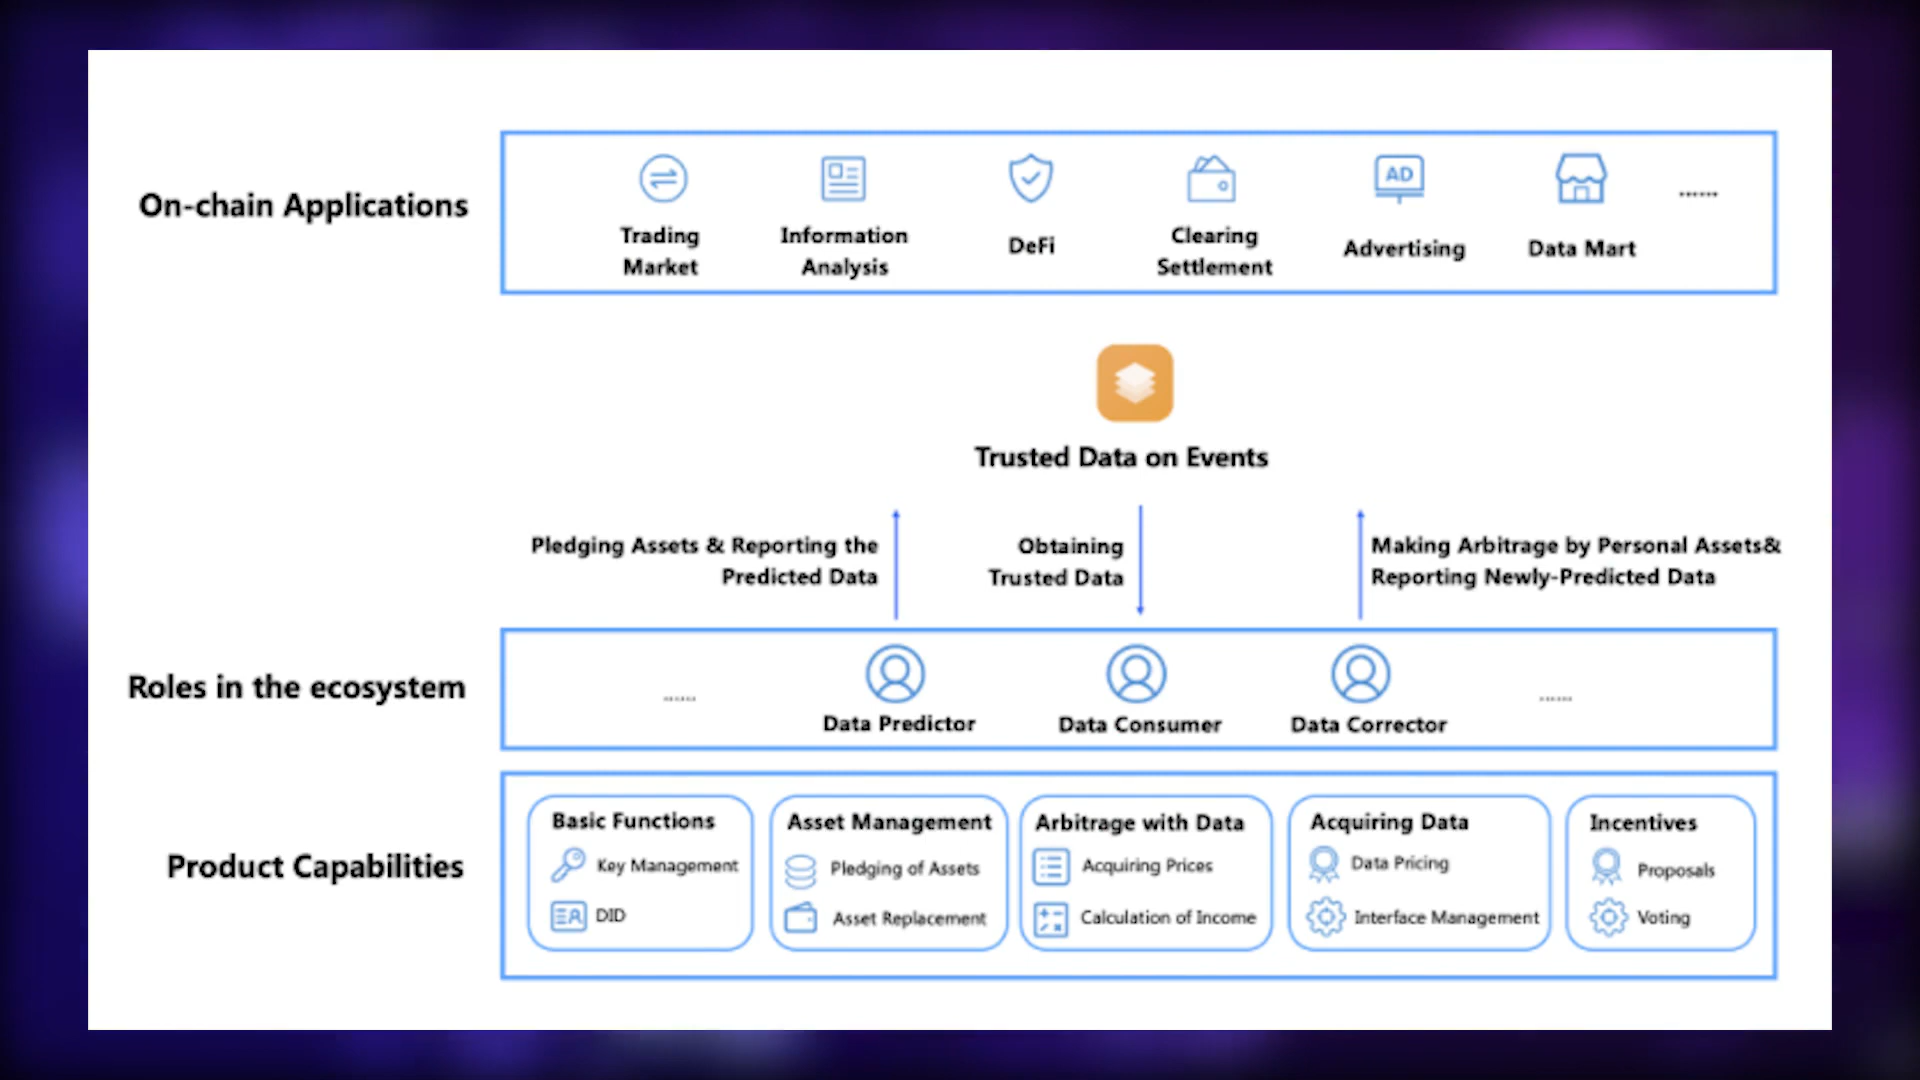 On-chain Applications
Trading
Market
Information
Analysis
DeFi
Clearing
Settlement
AD
Advertising
Data Mart
......
Trusted Data on Events
Pledging Assets & Reporting the
Predicted Data
Obtaining
Trusted Data
Making Arbitrage by Personal Assets&
Reporting Newly-Predicted Data
Roles in the ecosystem
......
Data Predictor
Data Consumer
Data Corrector
......
Product Capabilities
Basic Functions
Key Management
DID
Asset Management
Pledging of Assets
Asset Replacement
Arbitrage with Data
Acquiring Prices
Calculation of Income
Acquiring Data
Data Pricing
Interface Management
Incentives
Proposals
Voting